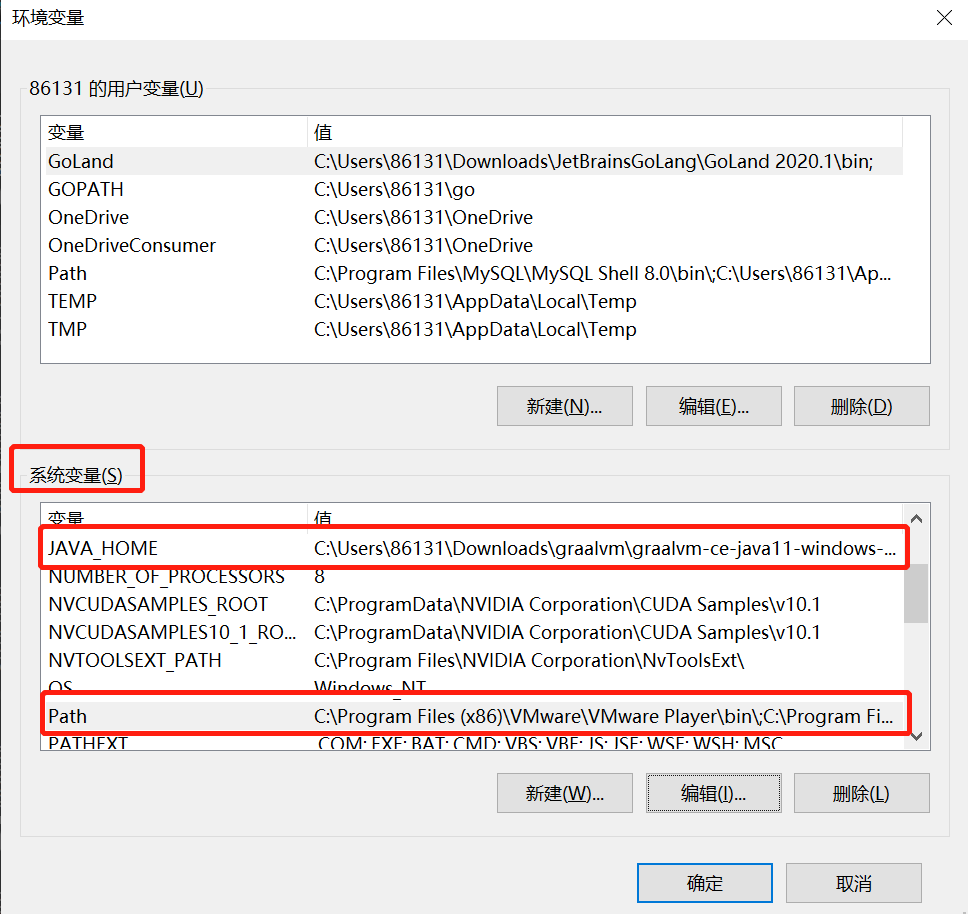 环境变量
86131 的用户变量(U)
变量 值
GoLand C:\Users\86131\Downloads\JetBrainsGoLang\GoLand 2020.1\bin;
GOPATH C:\Users\86131\go
OneDrive C:\Users\86131\OneDrive
OneDriveConsumer C:\Users\86131\OneDrive
Path C:\Program Files\MySQL\MySQL Shell 8.0\bin\;C:\Users\86131\Ap...
TEMP C:\Users\86131\AppData\Local\Temp
TMP C:\Users\86131\AppData\Local\Temp
新建(N)... 编辑(E)... 删除(D)
系统变量(S)
变量 值
JAVA_HOME C:\Users\86131\Downloads\graalvm\graalvm-ce-java11-windows-...
NUMBER_OF_PROCESSORS 8
NVCUDASAMPLES_ROOT C:\ProgramData\NVIDIA Corporation\CUDA Samples\v10.1
NVCUDASAMPLES10_1_RO... C:\ProgramData\NVIDIA Corporation\CUDA Samples\v10.1
NVTOOLSEXT_PATH C:\Program Files\NVIDIA Corporation\NvToolsExt\
OS Windows_NT
Path C:\Program Files (x86)\VMware\VMware Player\bin\;C:\Program Fi...
PATHEXT .COM;.EXE;.BAT;.CMD;.VBS;.VBE;.JS;.JSE;.WSF;.WSH;.MSC
新建(W)... 编辑(I)... 删除(L)
确定 取消